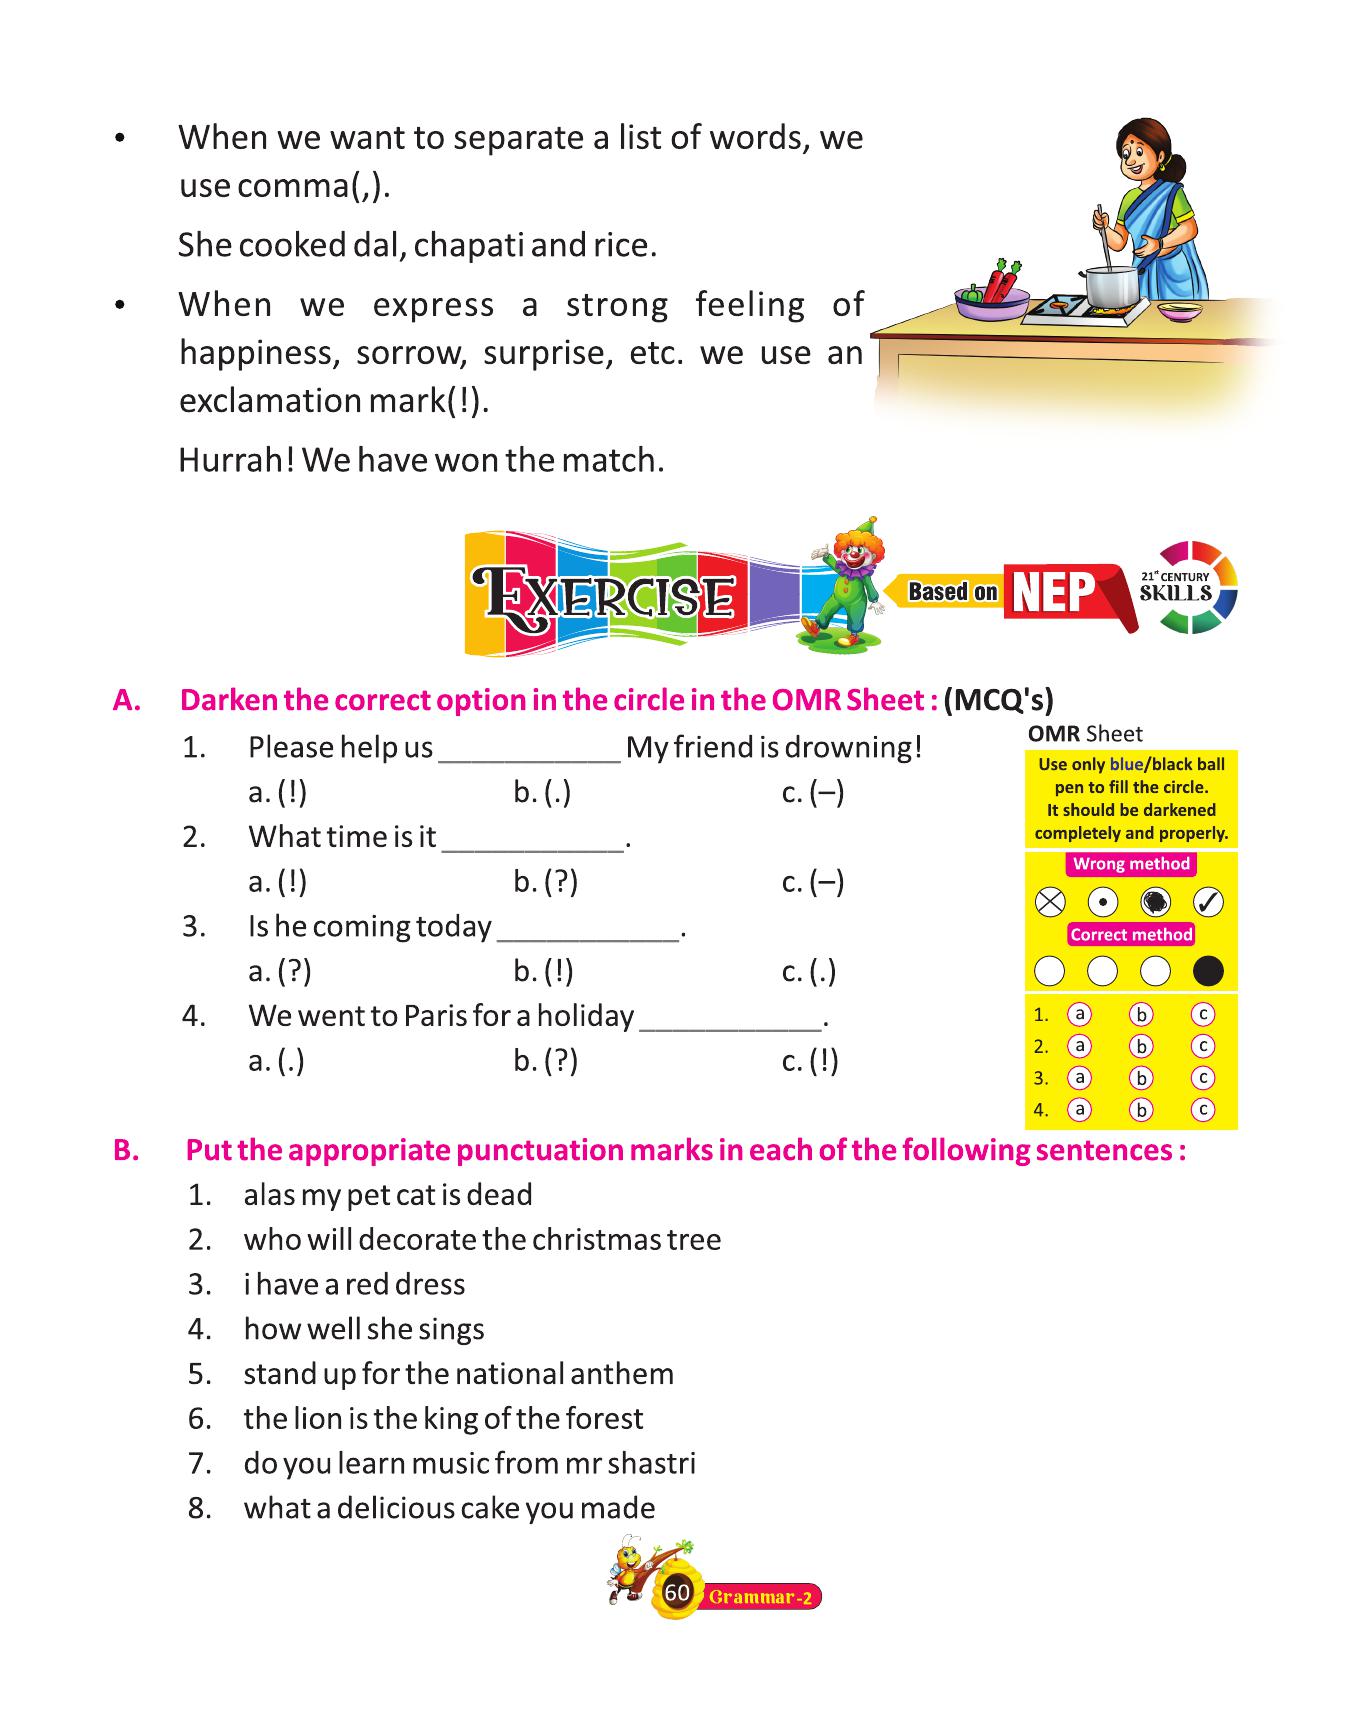 • When we want to separate a list of words, we
use comma(,).
She cooked dal, chapati and rice.
• When we express a strong feeling of
happiness, sorrow, surprise, etc. we use an
exclamation mark(!).
Hurrah! We have won the match.
EXERCISE
Based on NEP
21st CENTURY
SKILLS
A. Darken the correct option in the circle in the OMR Sheet : (MCQ's)
1. Please help us ___________ My friend is drowning!
a. (!) b. (.) c. (–)
2. What time is it ___________.
a. (!) b. (?) c. (–)
3. Is he coming today ___________.
a. (?) b. (!) c. (.)
4. We went to Paris for a holiday ___________.
a. (.) b. (?) c. (!)
OMR Sheet
Use only blue/black ball
pen to fill the circle.
It should be darkened
completely and properly.
Wrong method
Correct method
1. a b c
2. a b c
3. a b c
4. a b c
B. Put the appropriate punctuation marks in each of the following sentences :
1. alas my pet cat is dead
2. who will decorate the christmas tree
3. i have a red dress
4. how well she sings
5. stand up for the national anthem
6. the lion is the king of the forest
7. do you learn music from mr shastri
8. what a delicious cake you made
60 Grammar-2